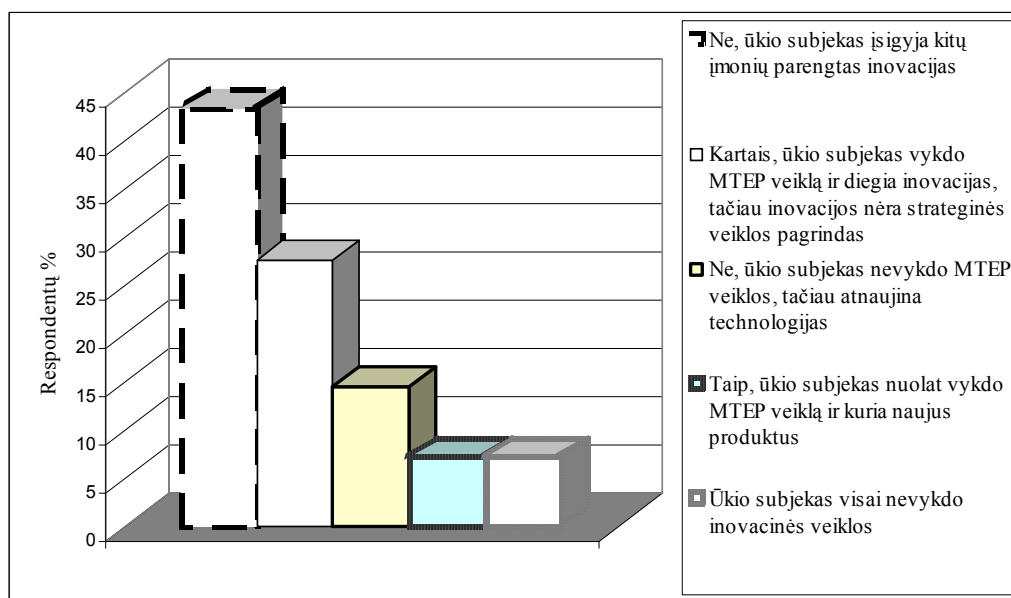 Respondentų %
45
40
35
30
25
20
15
10
5
0
Ne, ūkio subjekas įsigyja kitų
įmonių parengtas inovacijas
Kartais, ūkio subjekas vykdo
MTEP veiklą ir diegia inovacijas,
tačiau inovacijos nėra strateginės
veiklos pagrindas
Ne, ūkio subjekas nevykdo MTEP
veiklos, tačiau atnaujina
technologijas
Taip, ūkio subjekas nuolat vykdo
MTEP veiklą ir kuria naujus
produktus
Ūkio subjekas visai nevykdo
inovacinės veiklos